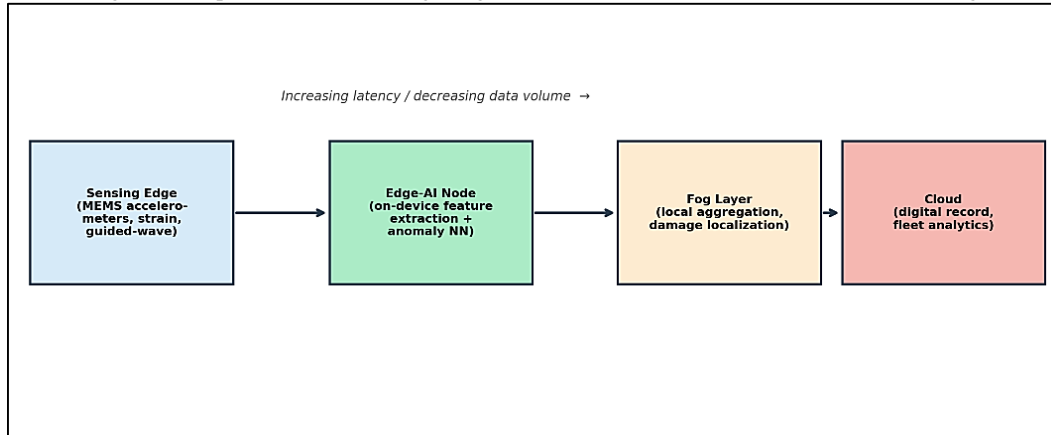 Increasing latency / decreasing data volume →
Sensing Edge
(MEMS accelero-
meters, strain,
guided-wave)
Edge-AI Node
(on-device feature
extraction +
anomaly NN)
Fog Layer
(local aggregation,
damage localization)
Cloud
(digital record,
fleet analytics)